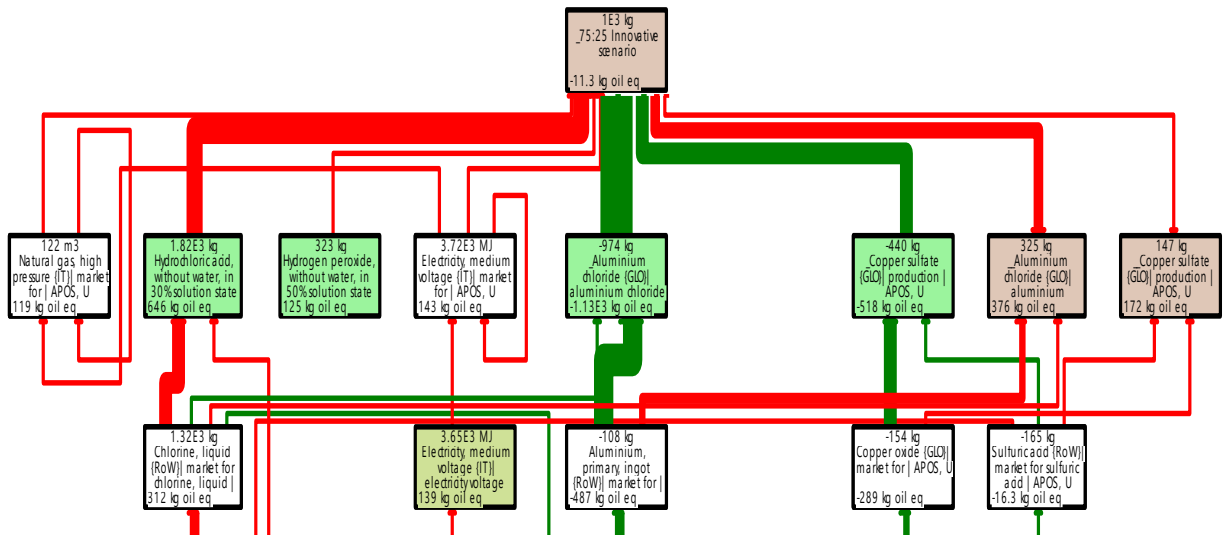 1E3 kg
_75:25 Innovative
scenario
-11.3 kg oil eq
122 m3
Natural gas, high
pressure {IT}| market
for | APOS, U
119 kg oil eq
1.82E3 kg
Hydrochloric acid,
without water, in
30% solution state
646 kg oil eq
323 kg
Hydrogen peroxide,
without water, in
50% solution state
125 kg oil eq
3.72E3 MJ
Electricity, medium
voltage {IT}| market
for | APOS, U
143 kg oil eq
-974 kg
_Aluminium
chloride {GLO}|
aluminium chloride
-1.13E3 kg oil eq
-440 kg
_Copper sulfate
{GLO}| production |
APOS, U
-518 kg oil eq
325 kg
_Aluminium
chloride {GLO}|
aluminium
376 kg oil eq
147 kg
_Copper sulfate
{GLO}| production |
APOS, U
172 kg oil eq
1.32E3 kg
Chlorine, liquid
{RoW}| market for
chlorine, liquid |
312 kg oil eq
3.65E3 MJ
Electricity, medium
voltage {IT}|
electricity voltage
139 kg oil eq
-108 kg
Aluminium,
primary, ingot
{RoW}| market for |
-487 kg oil eq
-154 kg
Copper oxide {GLO}|
market for | APOS, U
-289 kg oil eq
-165 kg
Sulfuric acid {RoW}|
market for sulfuric
acid | APOS, U
-16.3 kg oil eq